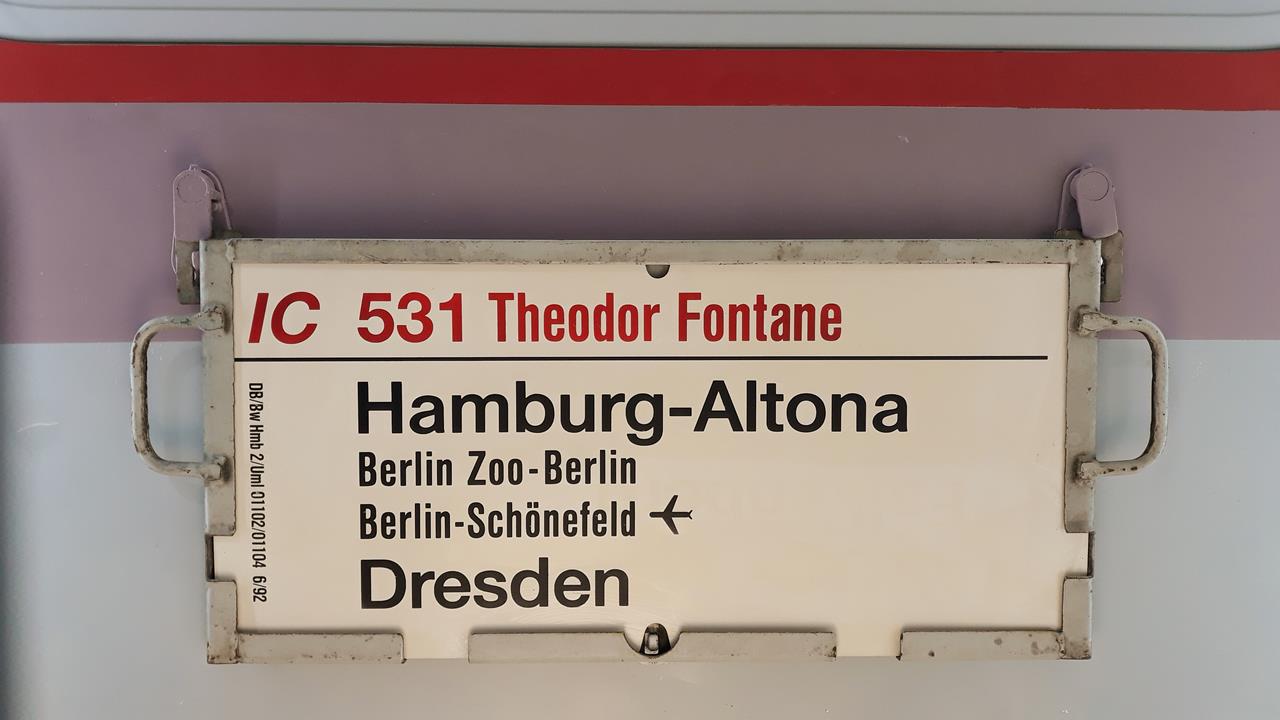 IC 531 Theodor Fontane
Hamburg-Altona
Berlin Zoo-Berlin
Berlin-Schönefeld
Dresden
DB/Bw Hmb 2/Uml 01102/01104 6/92